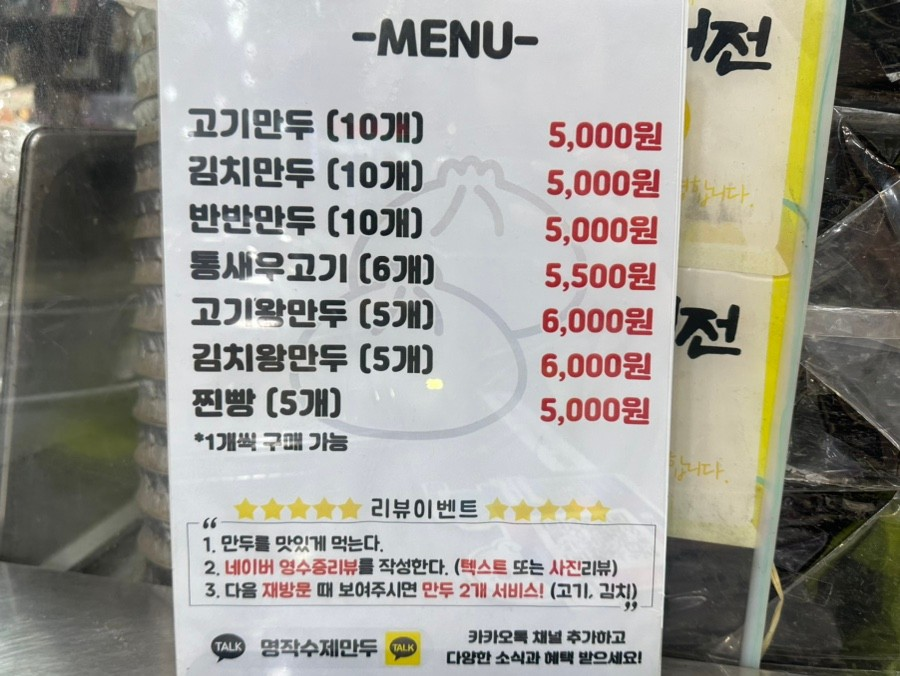 -MENU-
고기만두 (10개) 5,000원
김치만두 (10개) 5,000원
반반만두 (10개) 5,000원
통새우고기 (6개) 5,500원
고기왕만두 (5개) 6,000원
김치왕만두 (5개) 6,000원
찐빵 (5개) 5,000원
*1개씩 구매 가능
리뷰이벤트
1. 만두를 맛있게 먹는다.
2. 네이버 영수증리뷰를 작성한다. (텍스트 또는 사진리뷰)
3. 다음 재방문 때 보여주시면 만두 2개 서비스! (고기, 김치)
TALK 명작수제만두 TALK
카카오톡 채널 추가하고
다양한 소식과 혜택 받으세요!
전
합니다.
전
합니다.